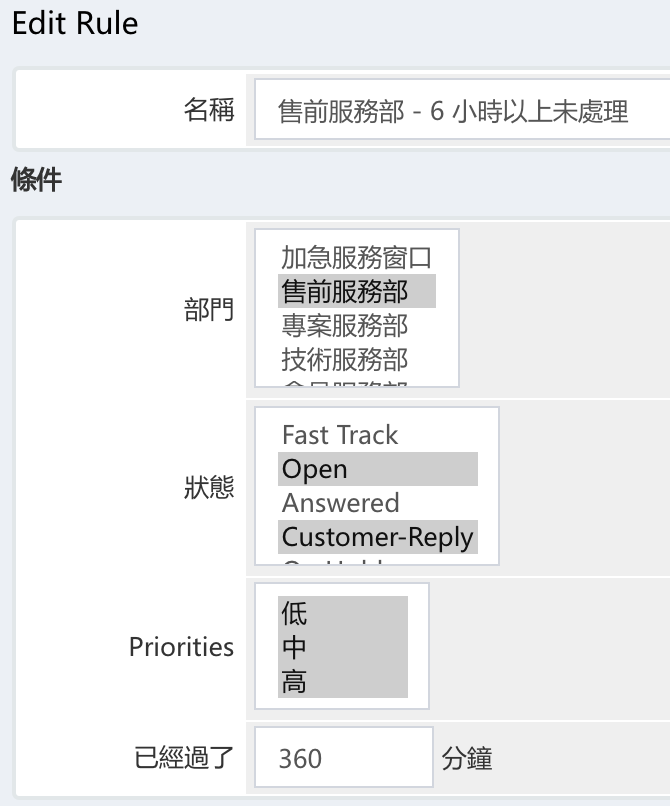 Edit Rule
名稱
售前服務部 - 6 小時以上未處理
條件
部門
加急服務窗口
售前服務部
專案服務部
技術服務部
狀態
Fast Track
Open
Answered
Customer-Reply
Priorities
低
中
高
已經過了
360
分鐘